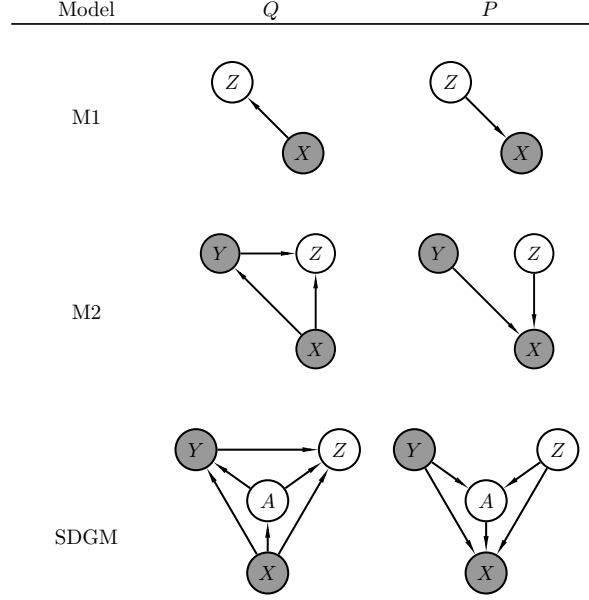 Model Q P
Z Z
M1
X X
Y Z Y Z
M2
X X
Y Z Y Z
A A
SDGM
X X